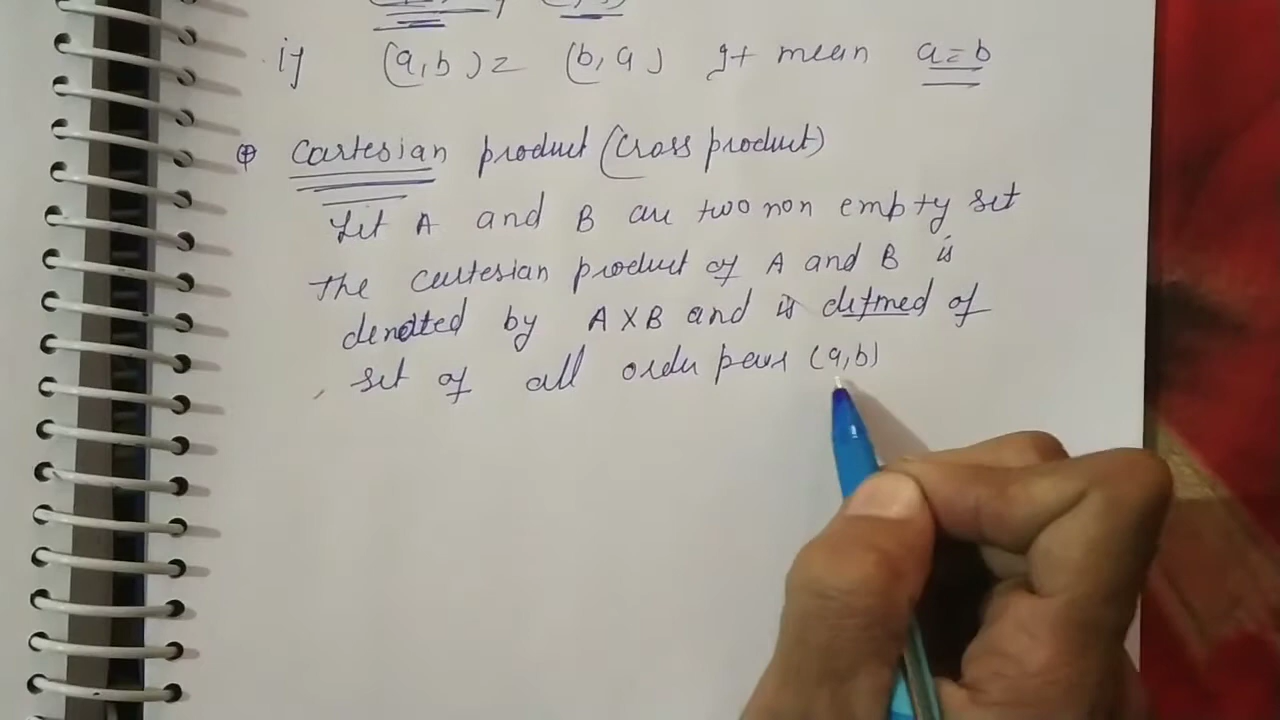 if (a,b) = (b,a) It mean a=b
⊕ Cartesian product (Cross product)
Let A and B are two non empty set
The cartesian product of A and B is
denoted by A×B and is defined of
set of all order pair (a,b)